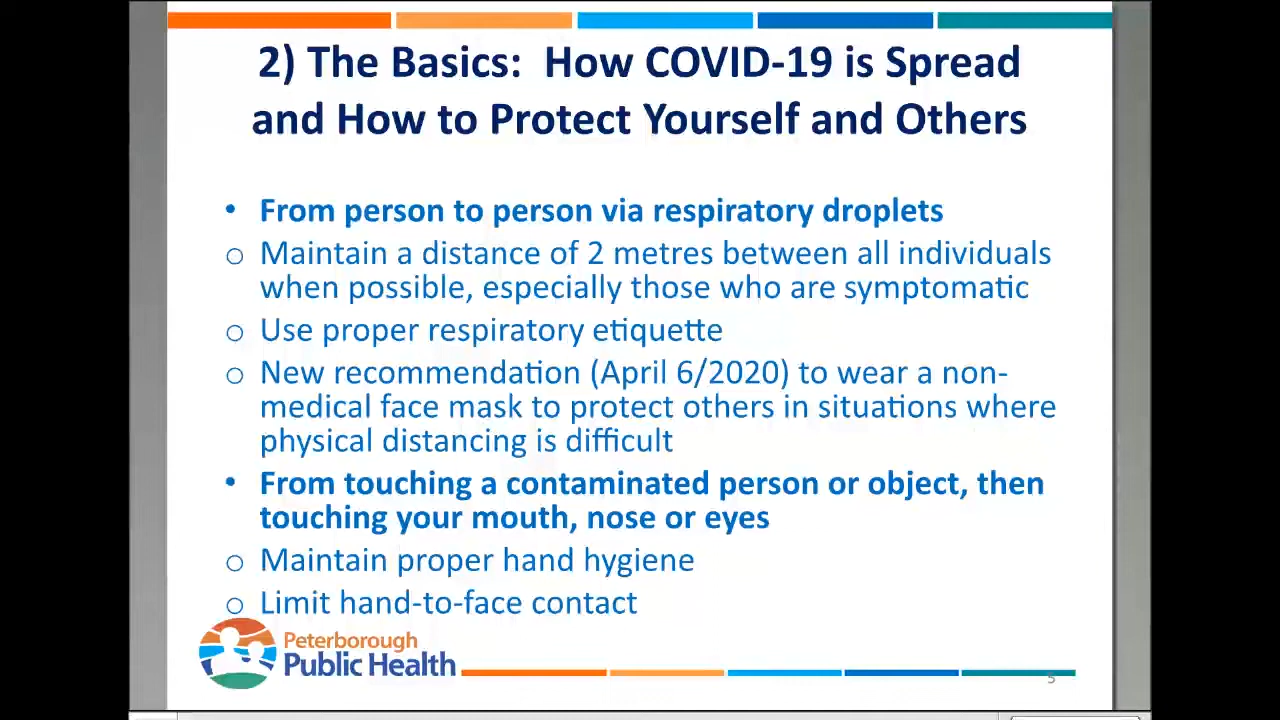 2) The Basics:  How COVID-19 is Spread
and How to Protect Yourself and Others
• From person to person via respiratory droplets
o Maintain a distance of 2 metres between all individuals
when possible, especially those who are symptomatic
o Use proper respiratory etiquette
o New recommendation (April 6/2020) to wear a non-
medical face mask to protect others in situations where
physical distancing is difficult
• From touching a contaminated person or object, then
touching your mouth, nose or eyes
o Maintain proper hand hygiene
o Limit hand-to-face contact
Peterborough
Public Health
5